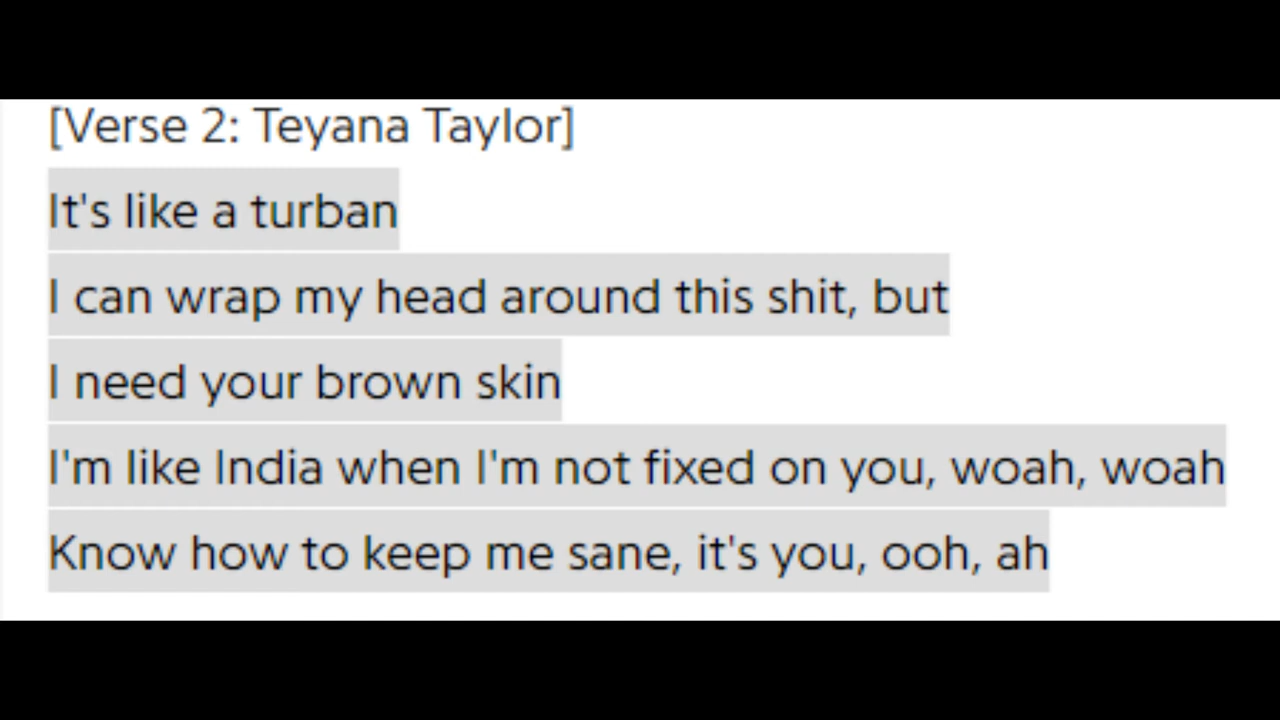 [Verse 2: Teyana Taylor]
It's like a turban
I can wrap my head around this shit, but
I need your brown skin
I'm like India when I'm not fixed on you, woah, woah
Know how to keep me sane, it's you, ooh, ah